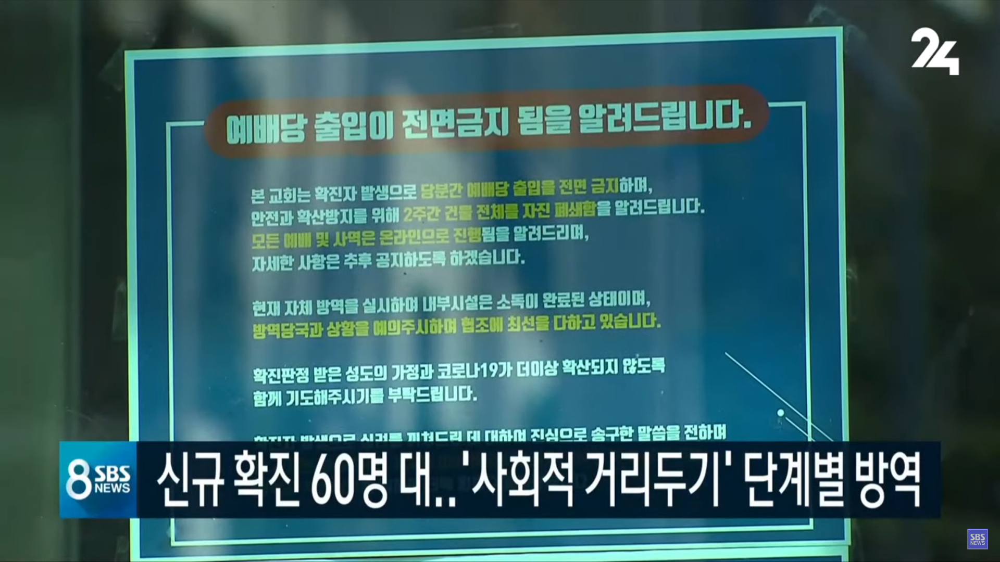 24
예배당 출입이 전면금지 됨을 알려드립니다.
본 교회는 확진자 발생으로 당분간 예배당 출입을 전면 금지하며,
안전과 확산방지를 위해 2주간 건물 전체를 자진 폐쇄함을 알려드립니다.
모든 예배 및 사역은 온라인으로 진행됨을 알려드리며,
자세한 사항은 추후 공지하도록 하겠습니다.
현재 자체 방역을 실시하며 내부시설은 소독이 완료된 상태이며,
방역당국과 상황을 예의주시하며 협조에 최선을 다하고 있습니다.
확진판정 받은 성도의 가정과 코로나19가 더이상 확산되지 않도록
함께 기도해주시기를 부탁드립니다.
확진자 발생으로 심려를 끼쳐드린 데 대하여 진심으로 송구한 말씀을 전하며
8 SBS NEWS
신규 확진 60명 대..'사회적 거리두기' 단계별 방역
SBS
NEWS